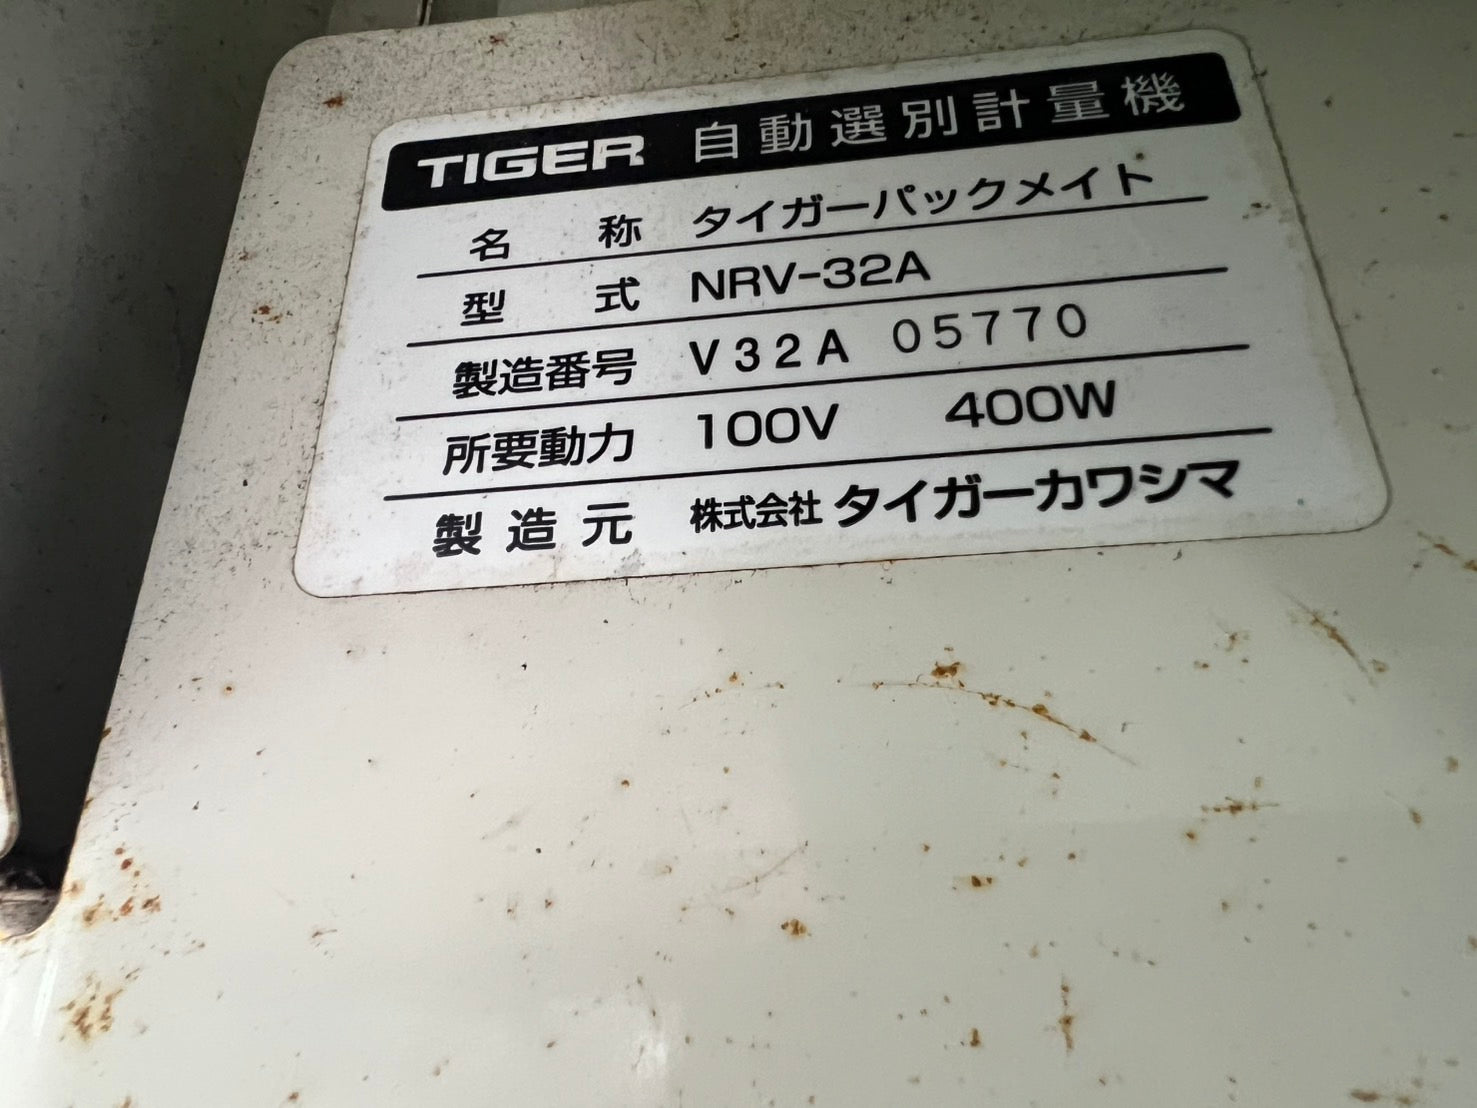 TIGER 自動選別計量機
名称 タイガーパックメイト
型式 NRV-32A
製造番号 V32A 05770
所要動力 100V 400W
製造元 株式会社 タイガーカワシマ